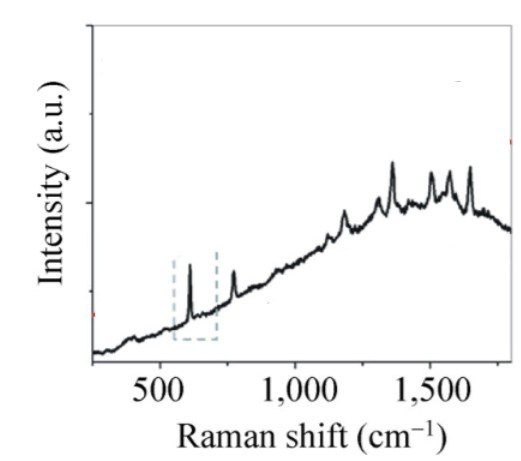 Intensity (a.u.)
500 1,000 1,500
Raman shift (cm⁻¹)